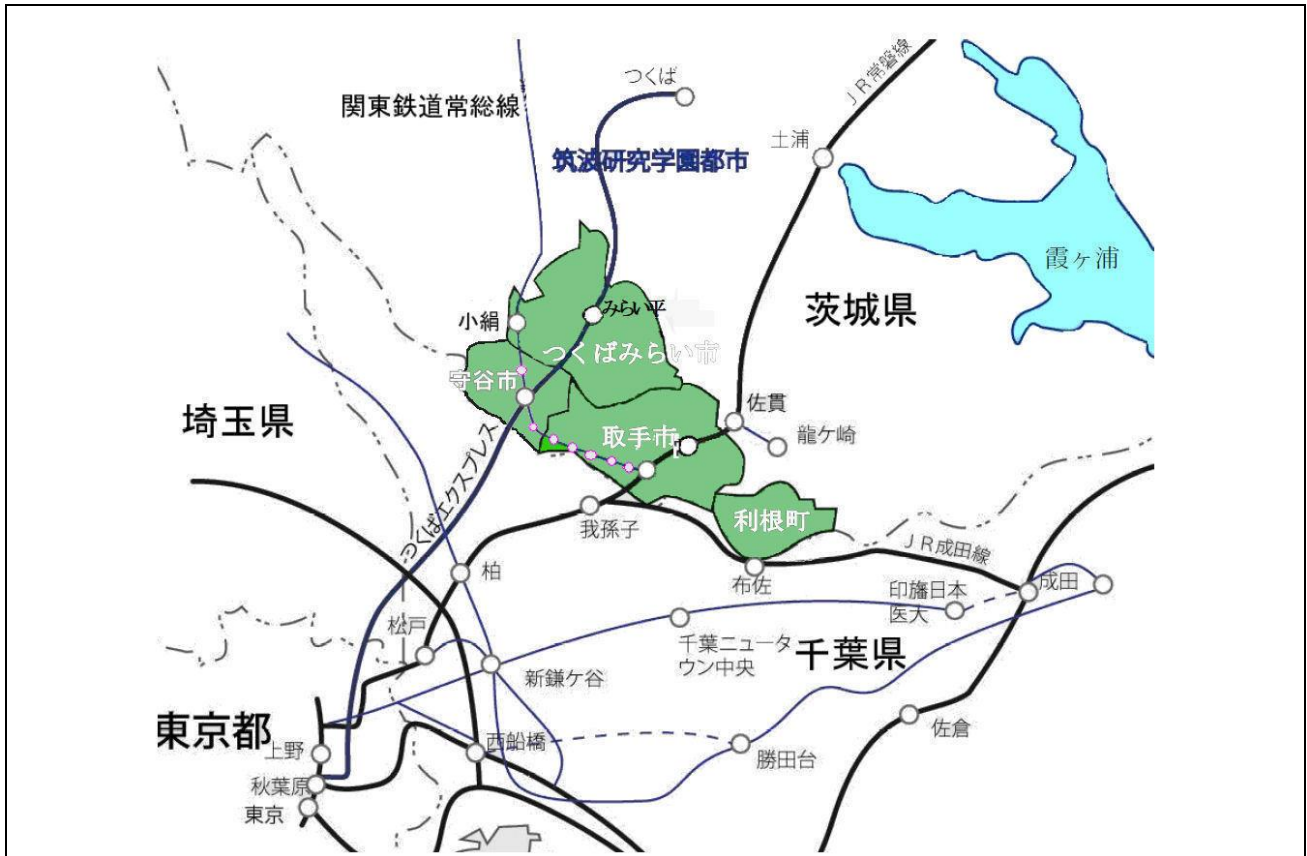 つくば
関東鉄道常総線
JR常磐線
筑波研究学園都市
土浦
霞ヶ浦
茨城県
みらい平
小絹
つくばみらい市
守谷市
佐貫
埼玉県
取手市
龍ケ崎
つくばエクスプレス
利根町
我孫子
JR成田線
柏
布佐
印旛日本
医大
成田
松戸
千葉ニュータ
ウン中央
千葉県
新鎌ケ谷
東京都
上野
西船橋
佐倉
勝田台
秋葉原
東京